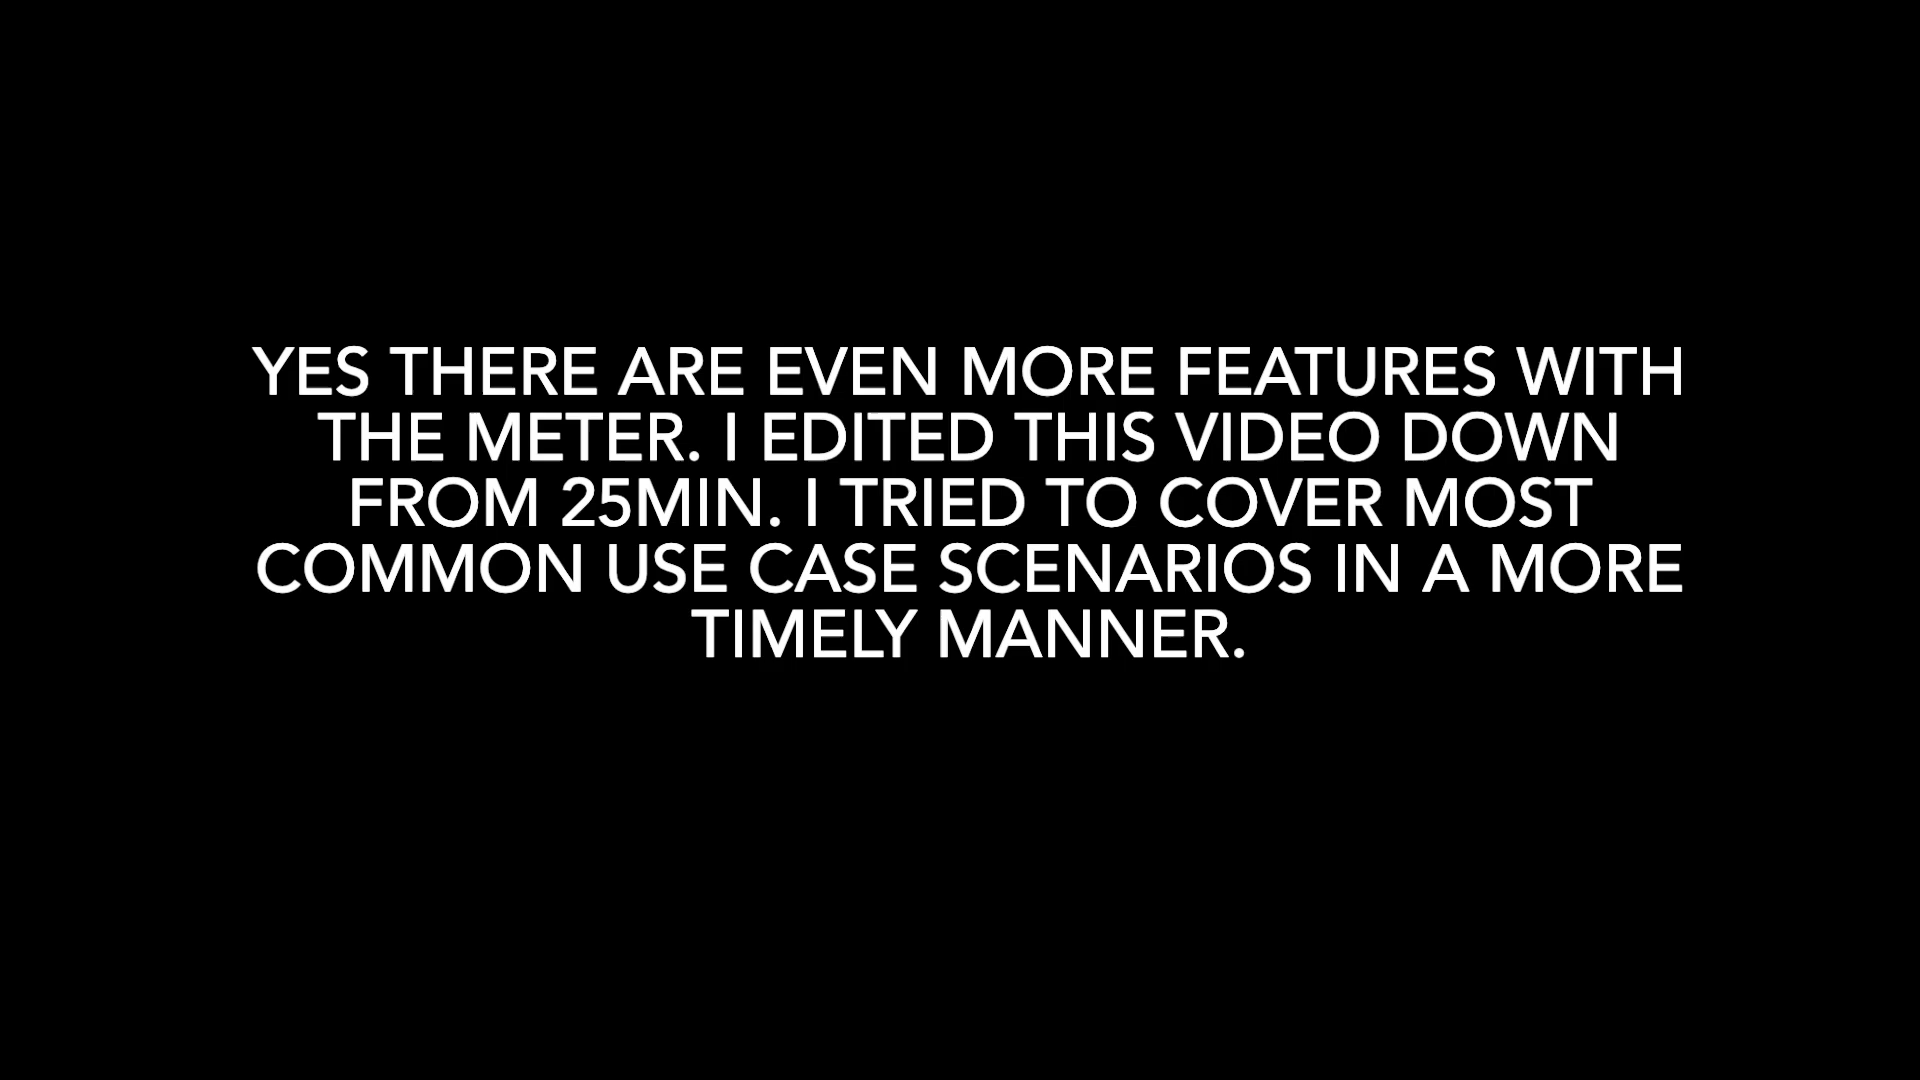 YES THERE ARE EVEN MORE FEATURES WITH
THE METER. I EDITED THIS VIDEO DOWN
FROM 25MIN. I TRIED TO COVER MOST
COMMON USE CASE SCENARIOS IN A MORE
TIMELY MANNER.